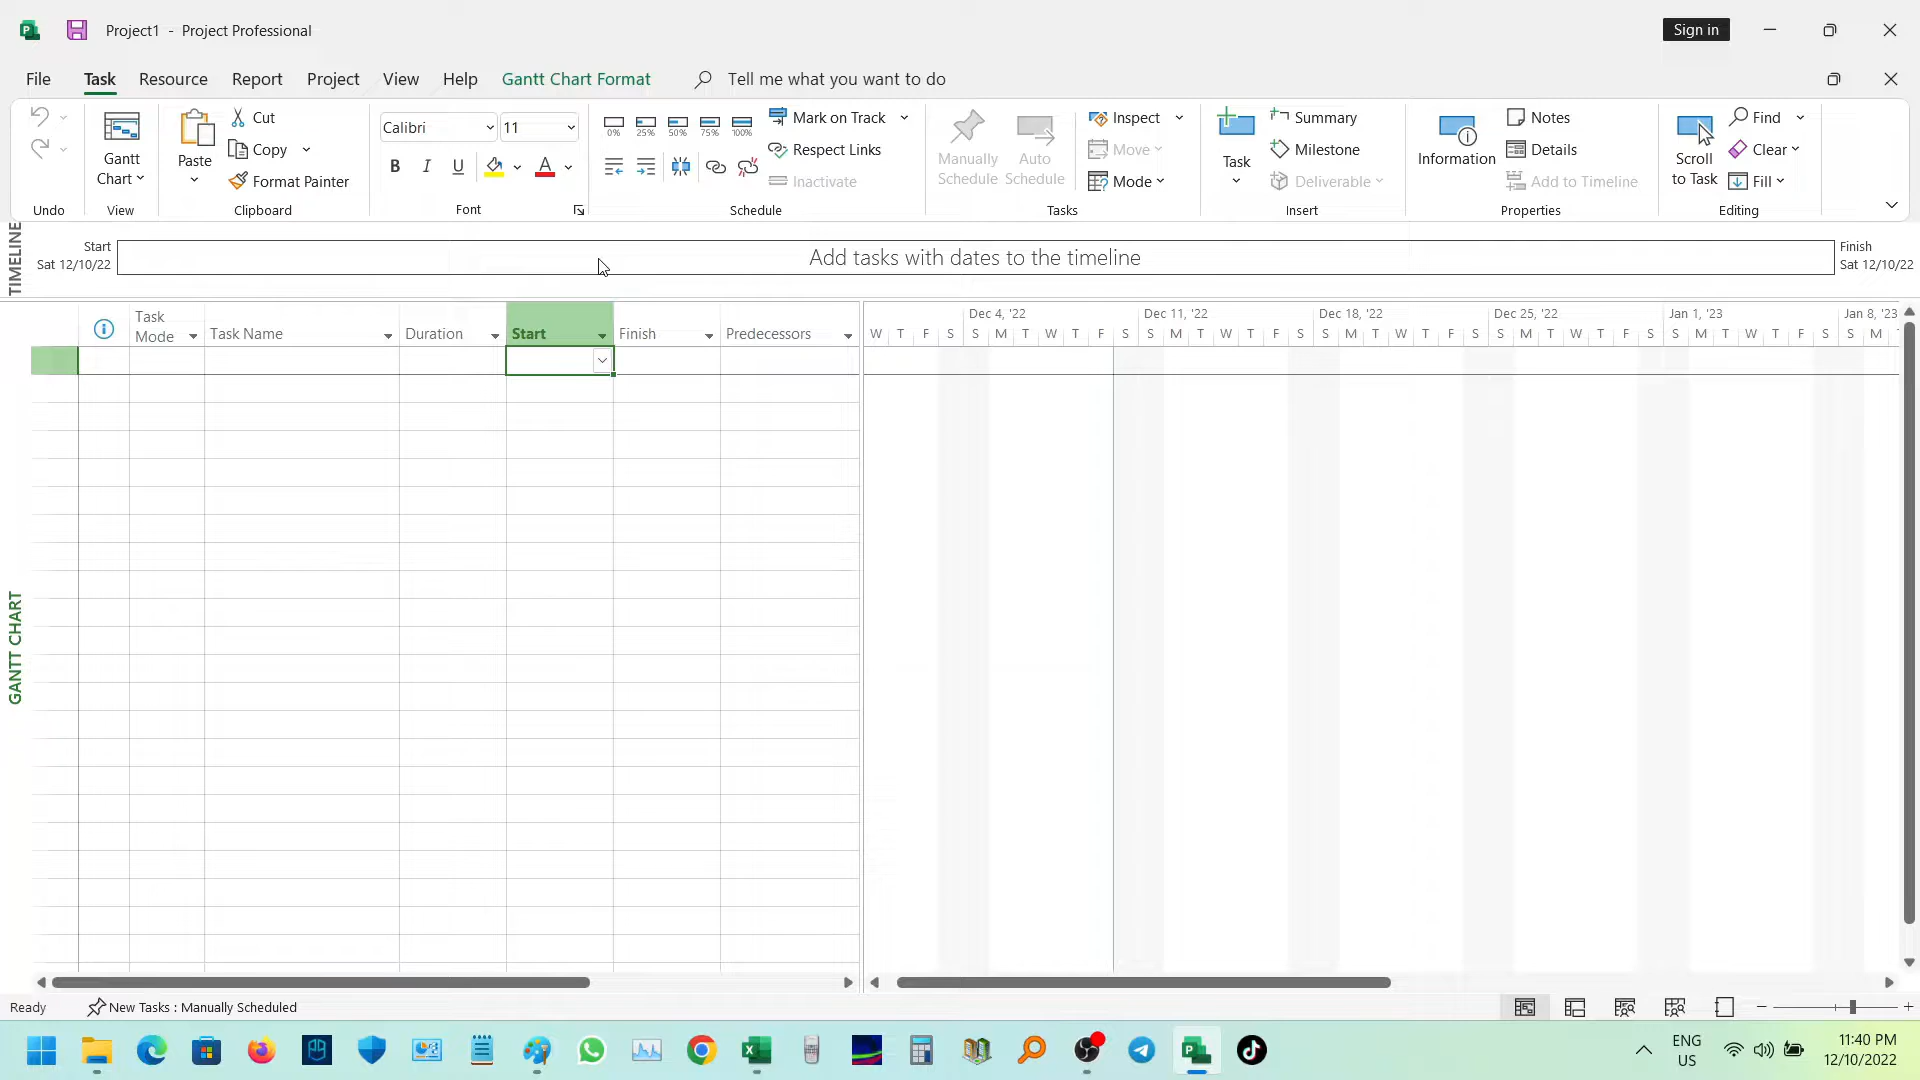 Project1 - Project Professional
Sign in
File Task Resource Report Project View Help Gantt Chart Format Tell me what you want to do
Gantt Chart
Paste
Cut
Copy
Format Painter
Calibri 11
B I U A
0% 25% 50% 75% 100%
Mark on Track
Respect Links
Inactivate
Manually Schedule
Auto Schedule
Inspect
Move
Mode
Task
Summary
Milestone
Deliverable
Information
Notes
Details
Add to Timeline
Scroll to Task
Find
Clear
Fill
Undo View Clipboard Font Schedule Tasks Insert Properties Editing
TIMELINE
Start
Sat 12/10/22
Add tasks with dates to the timeline
Finish
Sat 12/10/22
Task Mode Task Name Duration Start Finish Predecessors
Dec 4, '22 Dec 11, '22 Dec 18, '22 Dec 25, '22 Jan 1, '23 Jan 8, '23
W T F S S M T W T F S S M T W T F S S M T W T F S S M T W T F S S M T W T F S S M
GANTT CHART
Ready New Tasks : Manually Scheduled
ENG
US
11:40 PM
12/10/2022